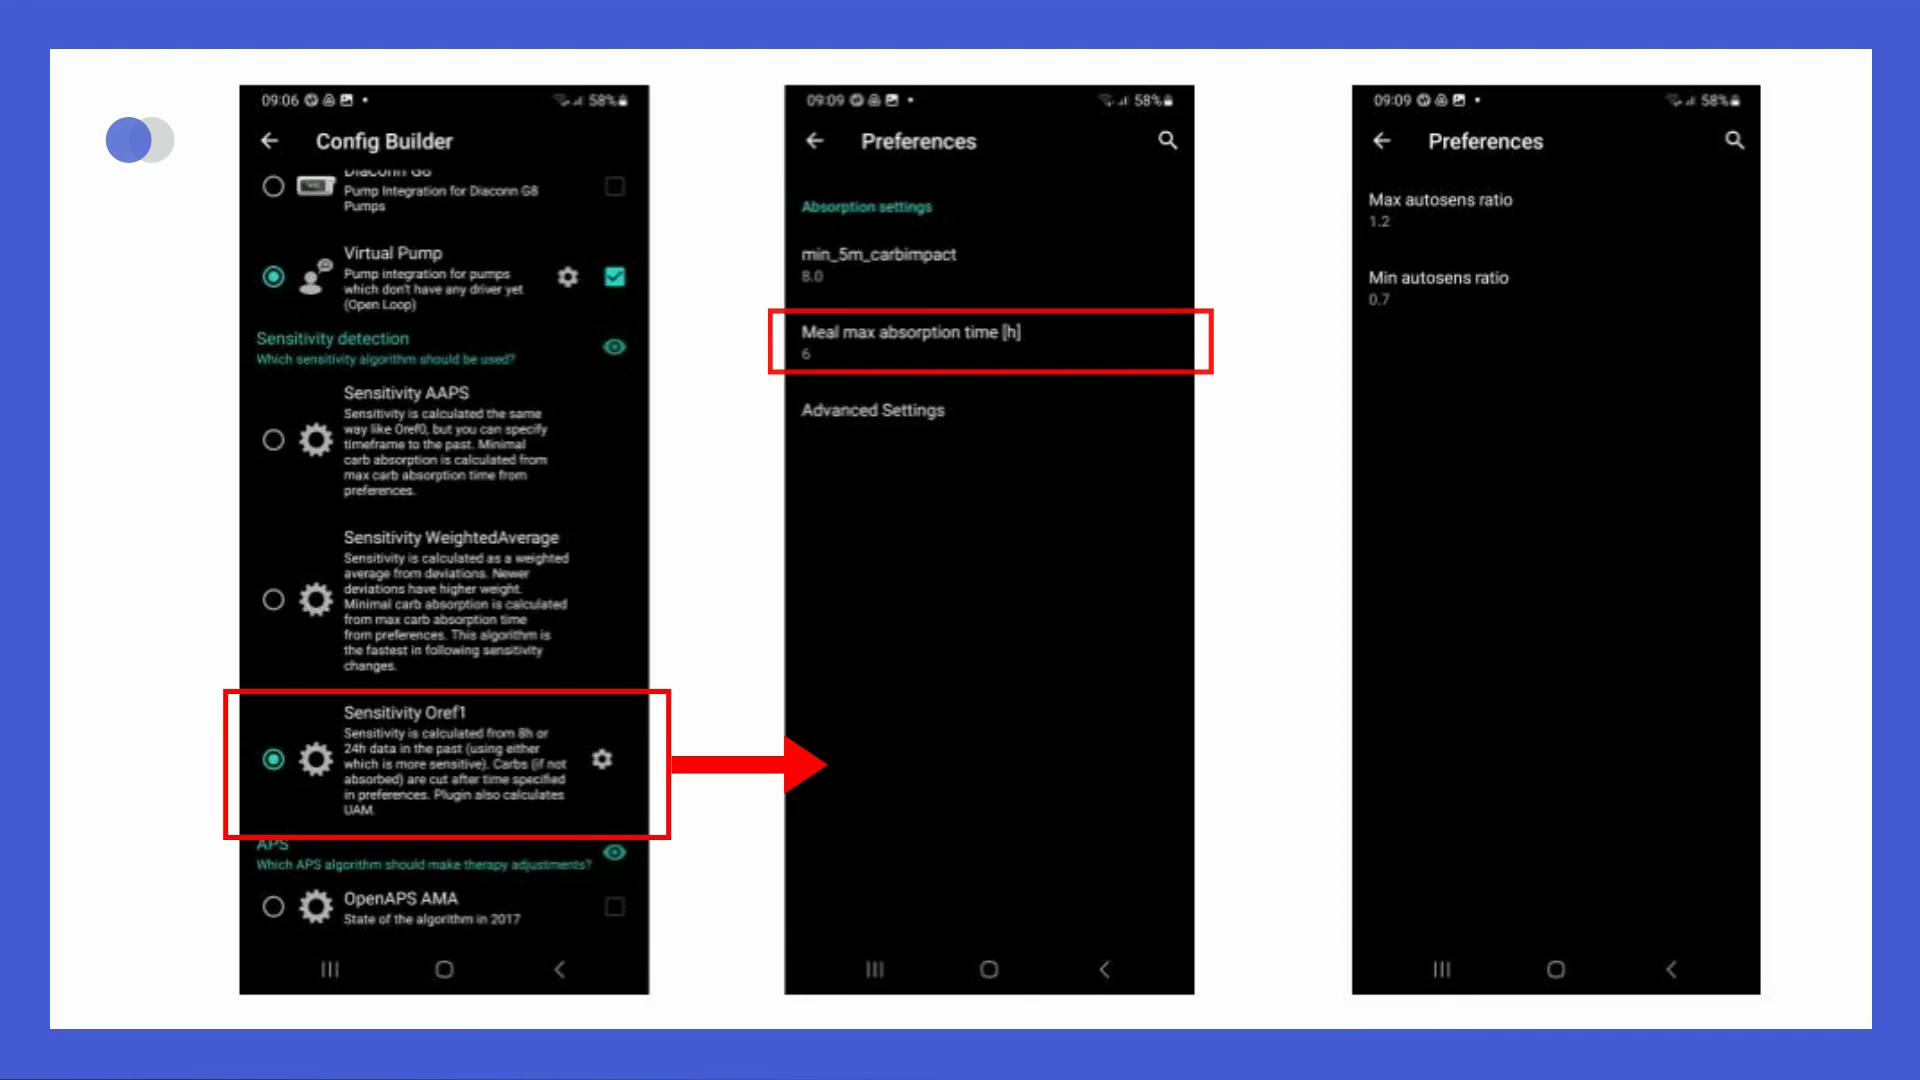 09:06
58%
Config Builder
Diaconn G8
Pump Integration for Diaconn G8
Pumps
Virtual Pump
Pump integration for pumps
which don't have any driver yet
(Open Loop)
Sensitivity detection
Which sensitivity algorithm should be used?
Sensitivity AAPS
Sensitivity is calculated the same
way like Oref0, but you can specify
timeframe to the past. Minimal
carb absorption is calculated from
max carb absorption time from
preferences.
Sensitivity WeightedAverage
Sensitivity is calculated as a weighted
average from deviations. Newer
deviations have higher weight.
Minimal carb absorption is calculated
from max carb absorption time
from preferences. This algorithm is
the fastest in following sensitivity
changes.
Sensitivity Oref1
Sensitivity is calculated from 8h or
24h data in the past (using either
which is more sensitive). Carbs (if not
absorbed) are cut after time specified
in preferences. Plugin also calculates
UAM.
APS
Which APS algorithm should make therapy adjustments?
OpenAPS AMA
State of the algorithm in 2017
09:09
58%
Preferences
Absorption settings
min_5m_carbimpact
8.0
Meal max absorption time [h]
6
Advanced Settings
09:09
58%
Preferences
Max autosens ratio
1.2
Min autosens ratio
0.7